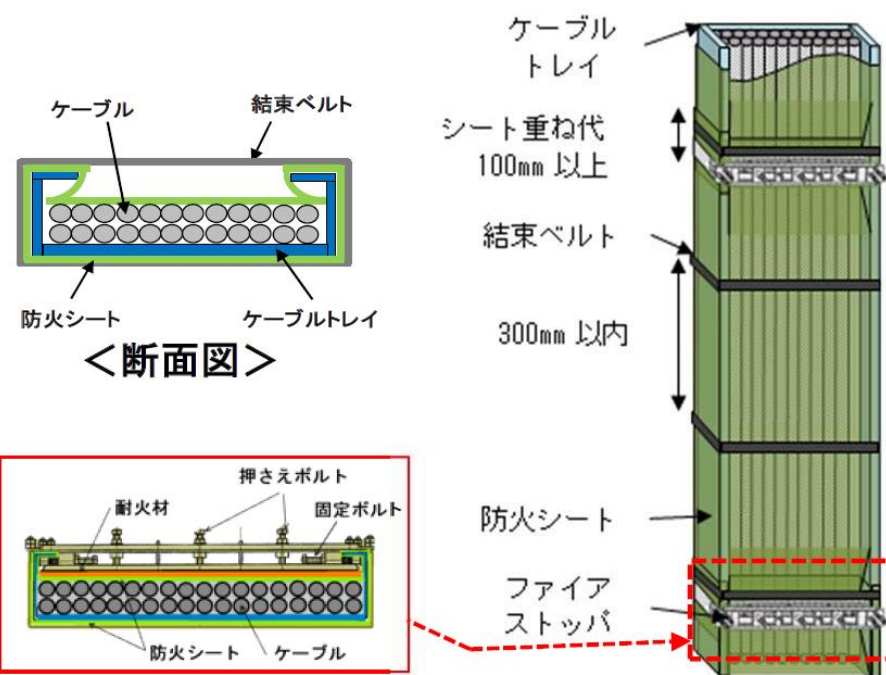 ケーブル
結束ベルト
防火シート
ケーブルトレイ
＜断面図＞
ケーブル
トレイ
シート重ね代
100mm 以上
結束ベルト
300mm 以内
防火シート
ファイア
ストッパ
押さえボルト
耐火材
固定ボルト
防火シート
ケーブル